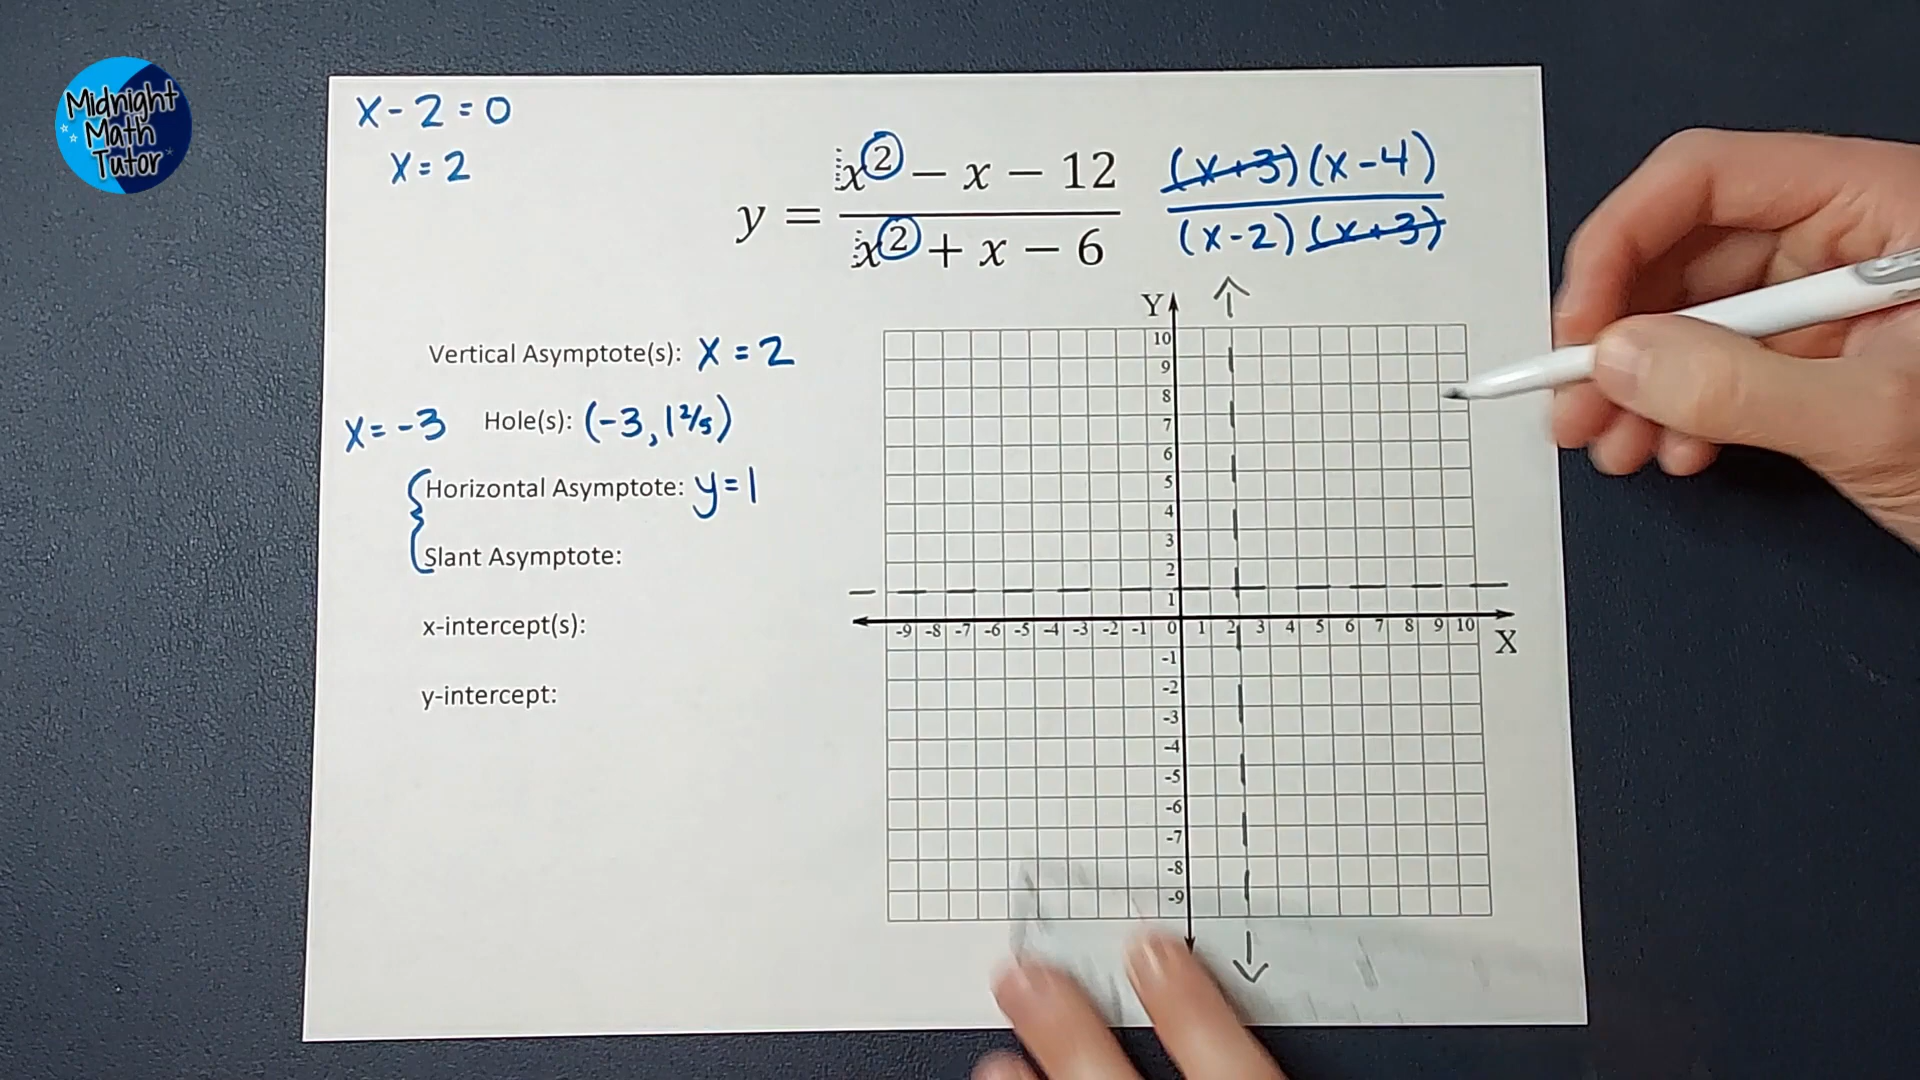 Midnight
Math
Tutor
x - 2 = 0
x = 2
y = x² − x − 12 / x² + x − 6
(x+3)(x-4)
(x-2)(x+3)
Vertical Asymptote(s): x = 2
x = -3 Hole(s): (-3, 1 2/5)
Horizontal Asymptote: y = 1
Slant Asymptote:
x-intercept(s):
y-intercept:
Y
10
9
8
7
6
5
4
3
2
1
-9 -8 -7 -6 -5 -4 -3 -2 -1 0 1 2 3 4 5 6 7 8 9 10
X
-1
-2
-3
-4
-5
-6
-7
-8
-9